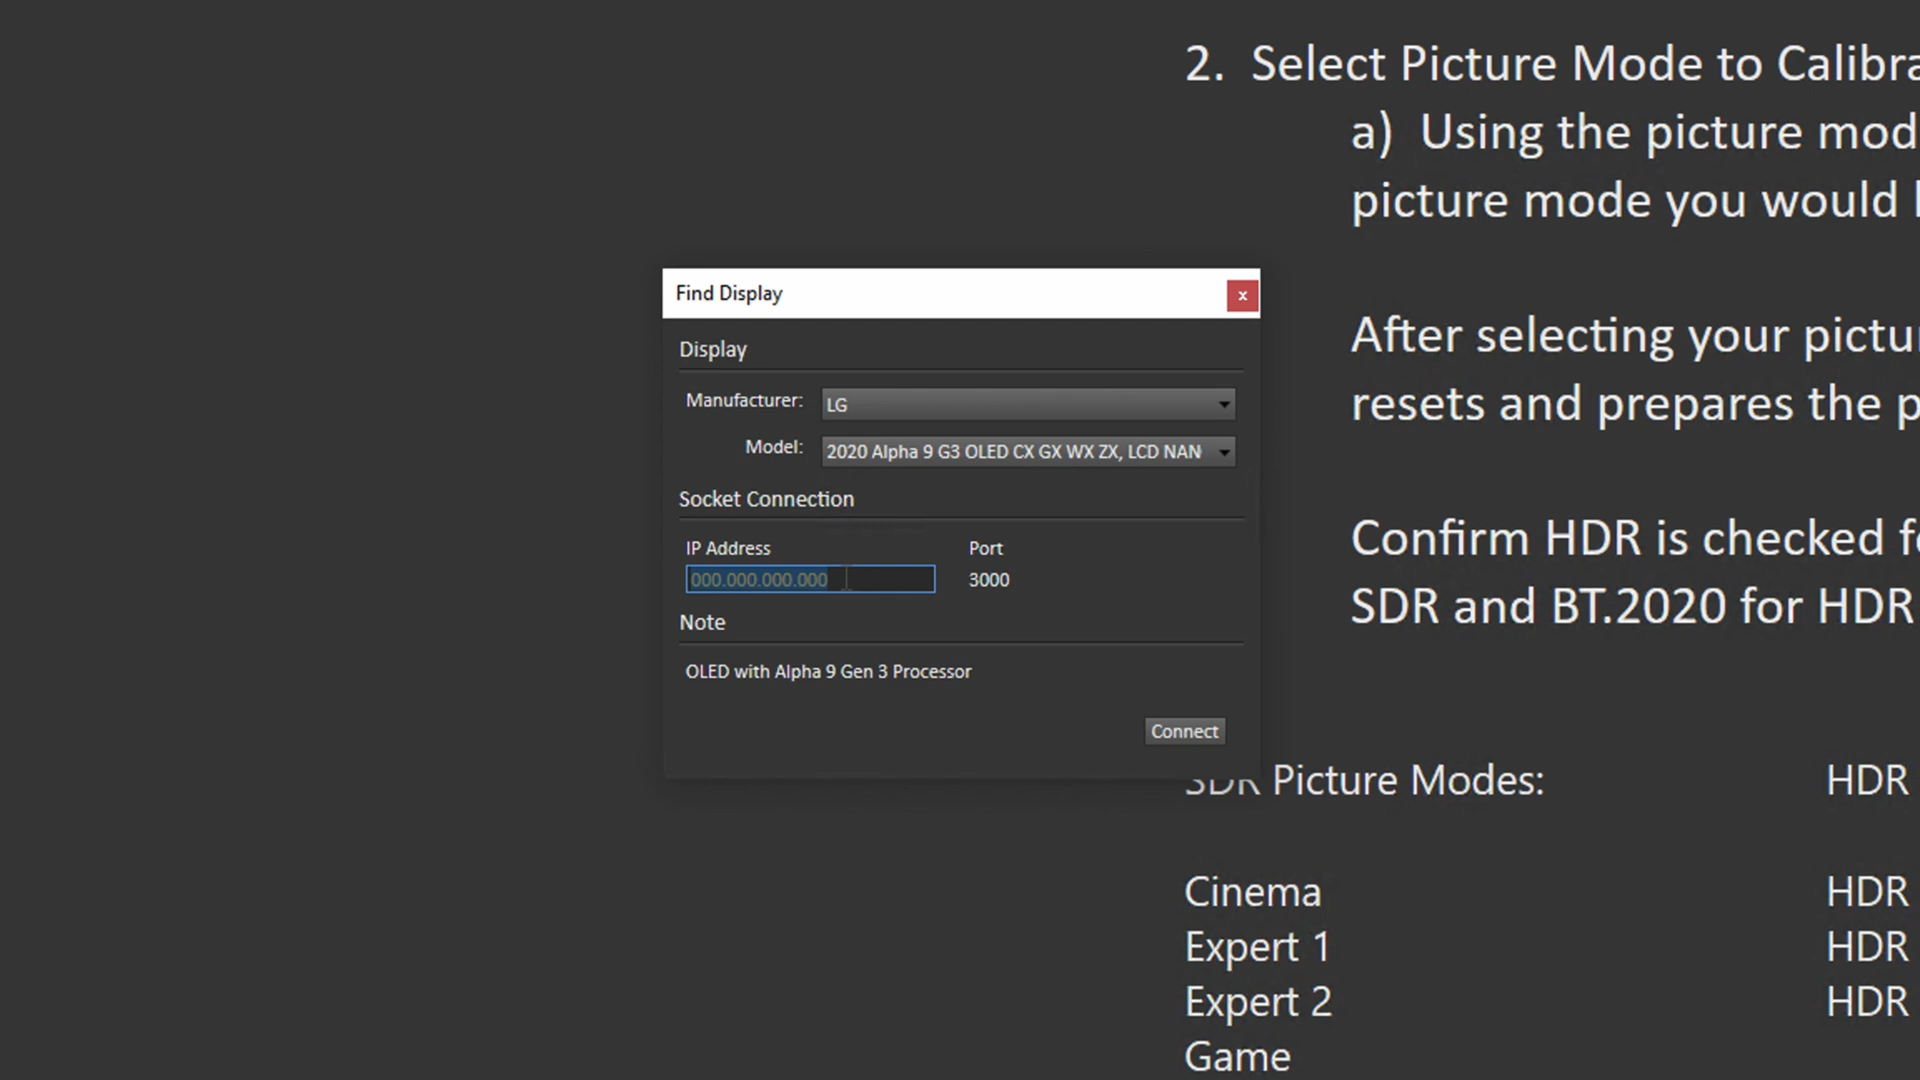 2. Select Picture Mode to Calibra
a) Using the picture mod
picture mode you would
After selecting your pictu
resets and prepares the p
Confirm HDR is checked f
SDR and BT.2020 for HDR
Find Display
x
Display
Manufacturer: LG
Model: 2020 Alpha 9 G3 OLED CX GX WX ZX, LCD NAN
Socket Connection
IP Address Port
000.000.000.000 3000
Note
OLED with Alpha 9 Gen 3 Processor
Connect
SDR Picture Modes: HDR
Cinema HDR
Expert 1 HDR
Expert 2 HDR
Game